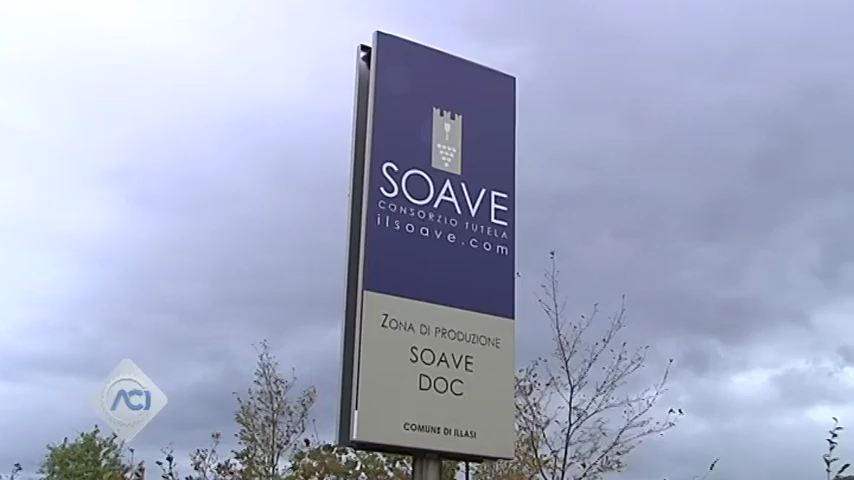 SOAVE
CONSORZIO TUTELA
ilsoave.com
ZONA DI PRODUZIONE
SOAVE
DOC
COMUNE DI ILLASI
ACI